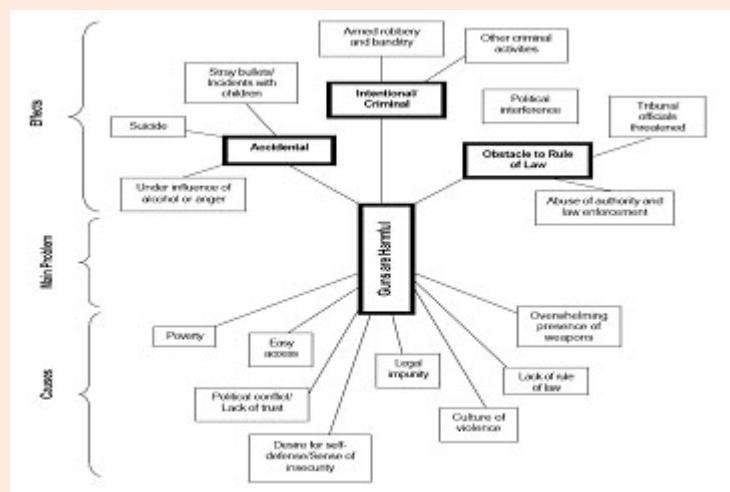 Armed robbery
and banditry
Other criminal
activities
Stray bullets/
Incidents with
children
Intentional/
Criminal
Political
interference
Tribunal
officials
threatened
Suicide
Accidental
Obstacle to Rule
of Law
Under influence of
alcohol or anger
Abuse of authority and
law enforcement
Effects
Guns are Harmful
Main Problem
Poverty
Easy
access
Overwhelming
presence of
weapons
Legal
impunity
Lack of rule
of law
Political conflict/
Lack of trust
Culture of
violence
Desire for self-
defense/Sense of
insecurity
Causes